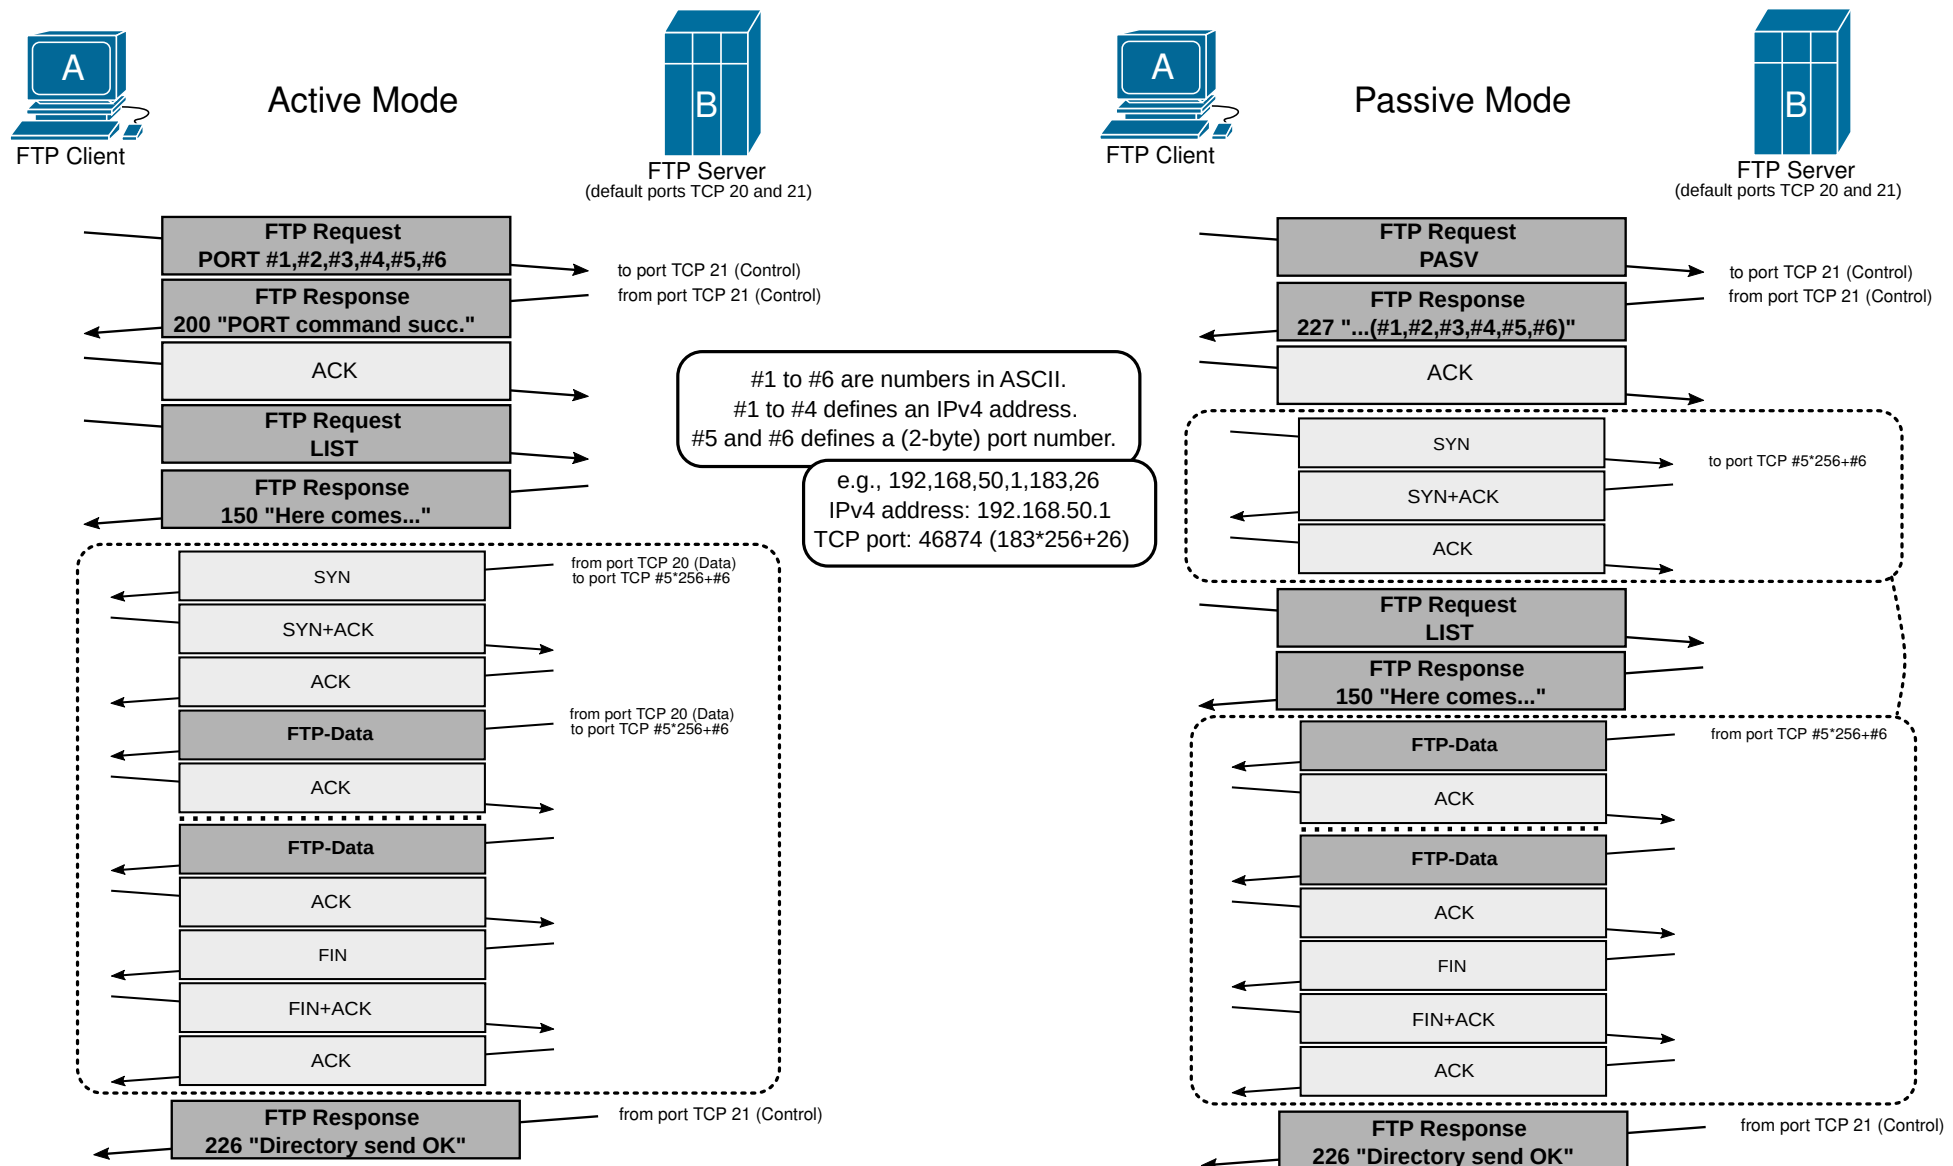 A
FTP Client
Active Mode
B
FTP Server
(default ports TCP 20 and 21)
FTP Request
PORT #1,#2,#3,#4,#5,#6
to port TCP 21 (Control)
FTP Response
200 "PORT command succ."
from port TCP 21 (Control)
ACK
FTP Request
LIST
FTP Response
150 "Here comes..."
SYN
from port TCP 20 (Data)
to port TCP #5*256+#6
SYN+ACK
ACK
FTP-Data
from port TCP 20 (Data)
to port TCP #5*256+#6
ACK
FTP-Data
ACK
FIN
FIN+ACK
ACK
FTP Response
226 "Directory send OK"
from port TCP 21 (Control)
#1 to #6 are numbers in ASCII.
#1 to #4 defines an IPv4 address.
#5 and #6 defines a (2-byte) port number.
e.g., 192,168,50,1,183,26
IPv4 address: 192.168.50.1
TCP port: 46874 (183*256+26)
A
FTP Client
Passive Mode
B
FTP Server
(default ports TCP 20 and 21)
FTP Request
PASV
to port TCP 21 (Control)
FTP Response
227 "...(#1,#2,#3,#4,#5,#6)"
from port TCP 21 (Control)
ACK
SYN
to port TCP #5*256+#6
SYN+ACK
ACK
FTP Request
LIST
FTP Response
150 "Here comes..."
FTP-Data
from port TCP #5*256+#6
ACK
FTP-Data
ACK
FIN
FIN+ACK
ACK
FTP Response
226 "Directory send OK"
from port TCP 21 (Control)